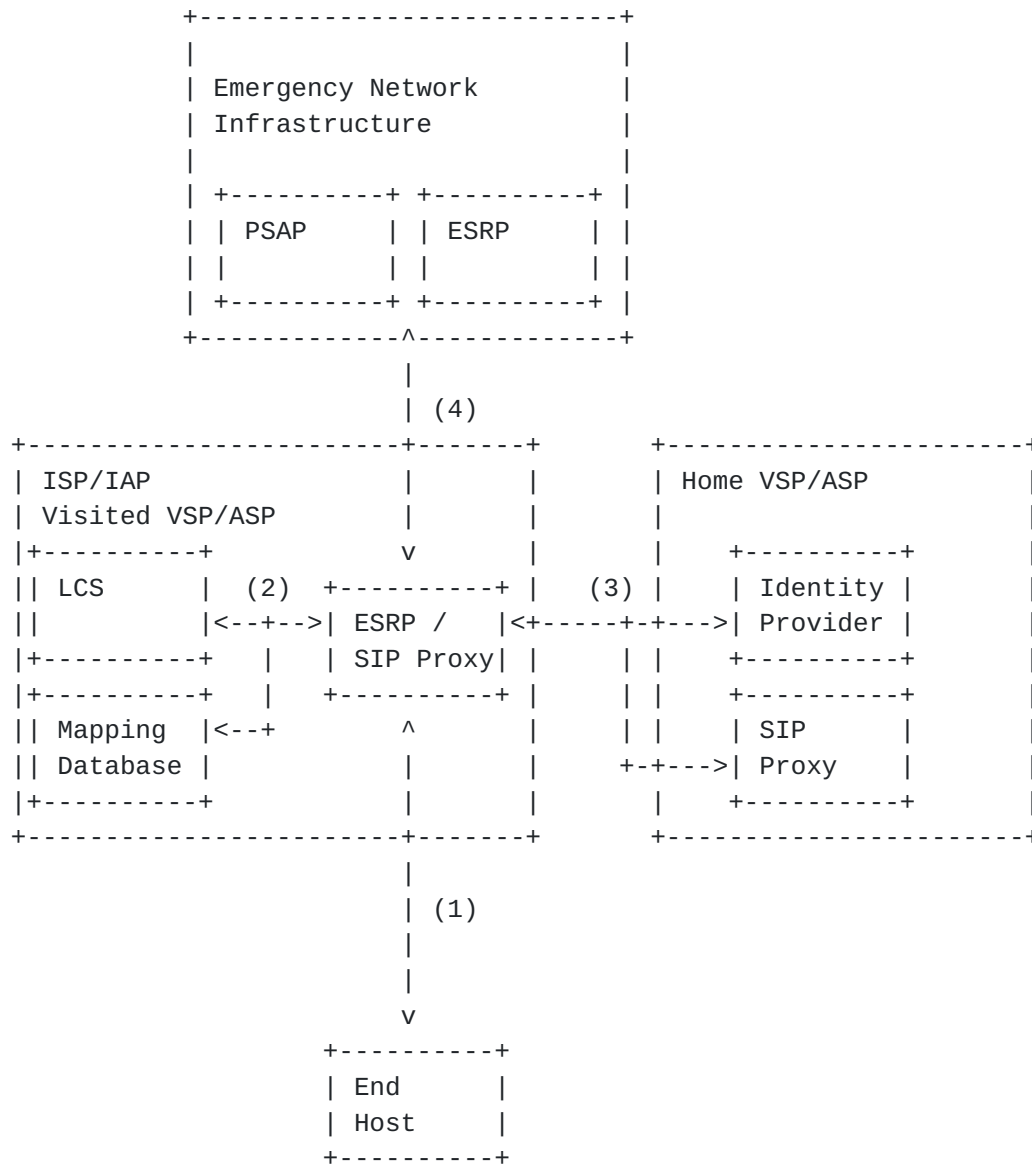 Emergency Network
Infrastructure
PSAP ESRP
(4)
ISP/IAP Home VSP/ASP
Visited VSP/ASP
LCS (2) (3) Identity
ESRP / Provider
SIP Proxy
Mapping SIP
Database Proxy
(1)
End
Host